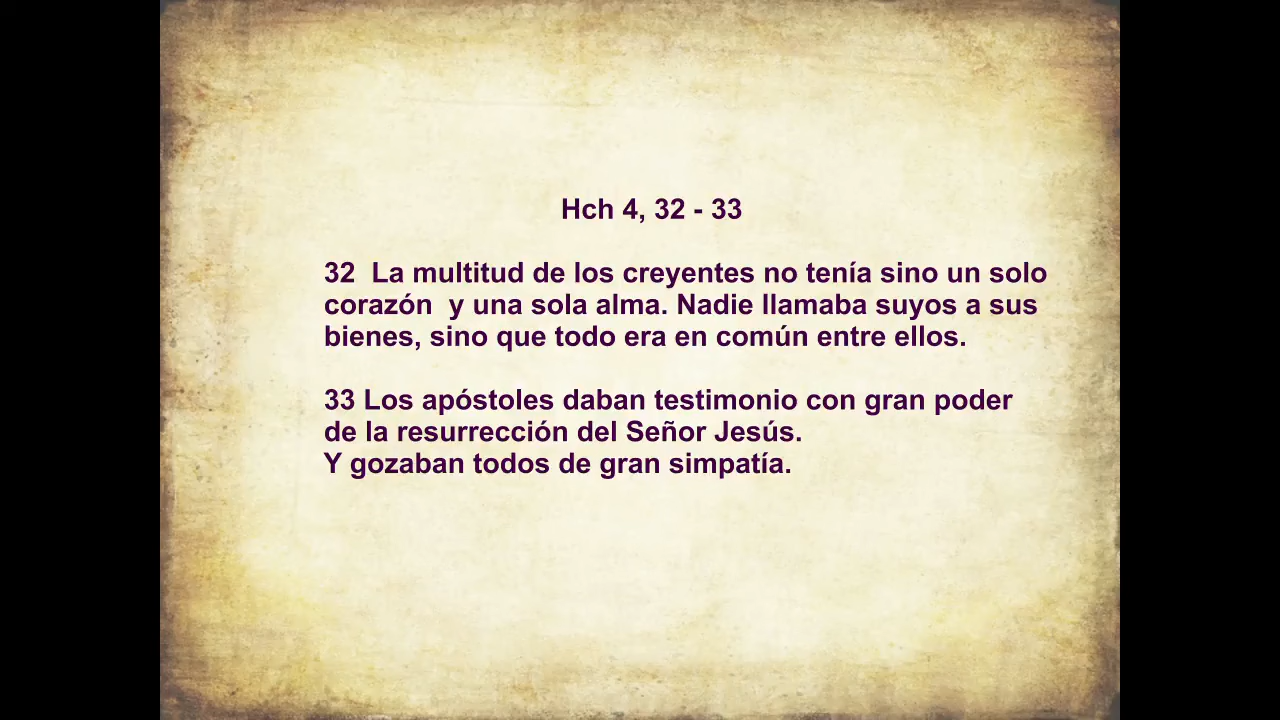 Hch 4, 32 - 33
32  La multitud de los creyentes no tenía sino un solo
corazón  y una sola alma. Nadie llamaba suyos a sus
bienes, sino que todo era en común entre ellos.
33 Los apóstoles daban testimonio con gran poder
de la resurrección del Señor Jesús.
Y gozaban todos de gran simpatía.